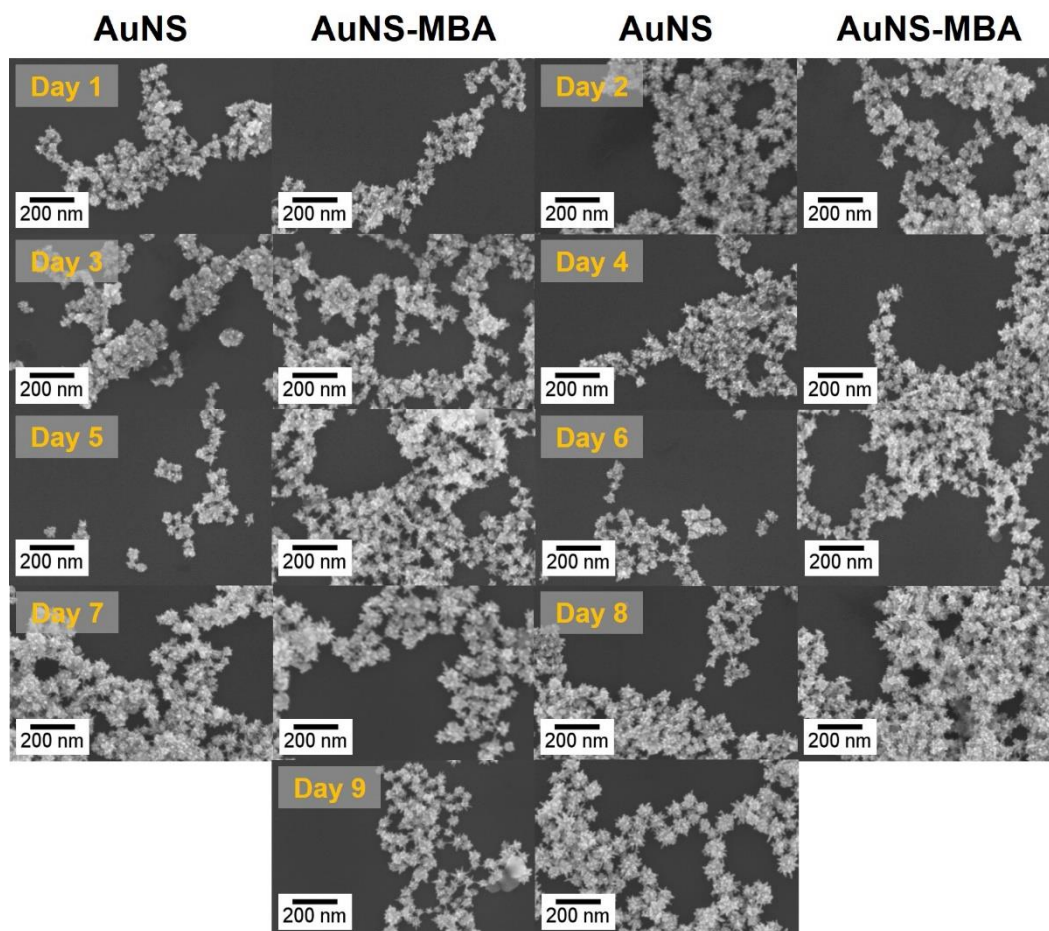 AuNS AuNS-MBA AuNS AuNS-MBA
Day 1 Day 2
200 nm 200 nm 200 nm 200 nm
Day 3 Day 4
200 nm 200 nm 200 nm 200 nm
Day 5 Day 6
200 nm 200 nm 200 nm 200 nm
Day 7 Day 8
200 nm 200 nm 200 nm 200 nm
Day 9
200 nm 200 nm